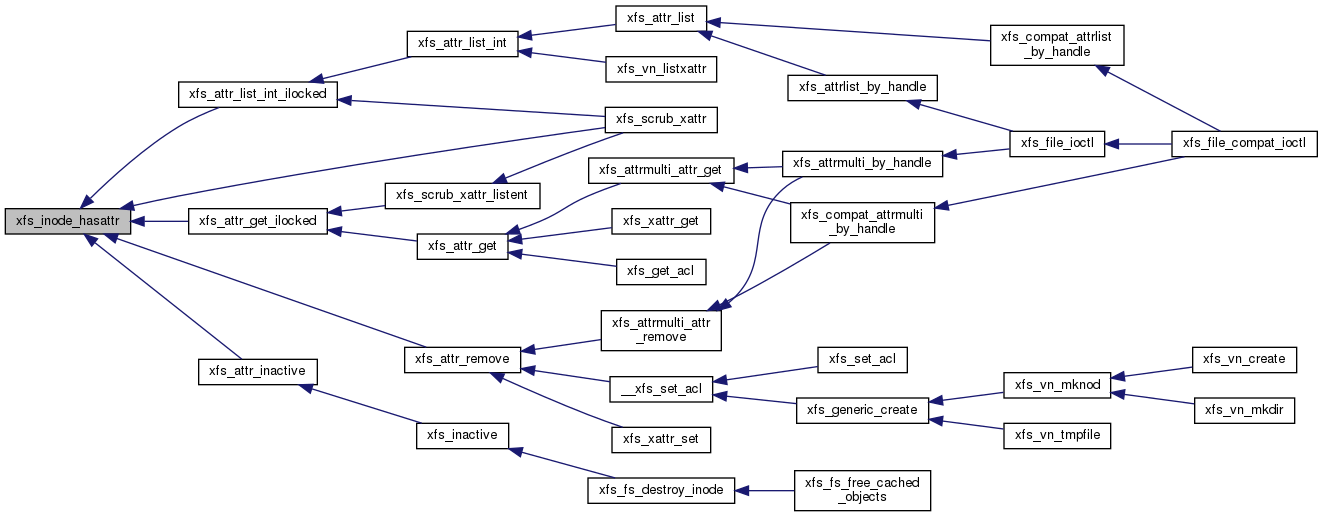 xfs_attr_list
xfs_attr_list_int
xfs_compat_attrlist
_by_handle
xfs_vn_listxattr
xfs_attr_list_int_ilocked
xfs_attrlist_by_handle
xfs_scrub_xattr
xfs_file_ioctl
xfs_file_compat_ioctl
xfs_attrmulti_attr_get
xfs_attrmulti_by_handle
xfs_scrub_xattr_listent
xfs_inode_hasattr
xfs_attr_get_ilocked
xfs_xattr_get
xfs_compat_attrmulti
_by_handle
xfs_attr_get
xfs_get_acl
xfs_attrmulti_attr
_remove
xfs_attr_remove
xfs_set_acl
xfs_vn_create
xfs_attr_inactive
__xfs_set_acl
xfs_vn_mknod
xfs_generic_create
xfs_vn_mkdir
xfs_inactive
xfs_xattr_set
xfs_vn_tmpfile
xfs_fs_destroy_inode
xfs_fs_free_cached
_objects